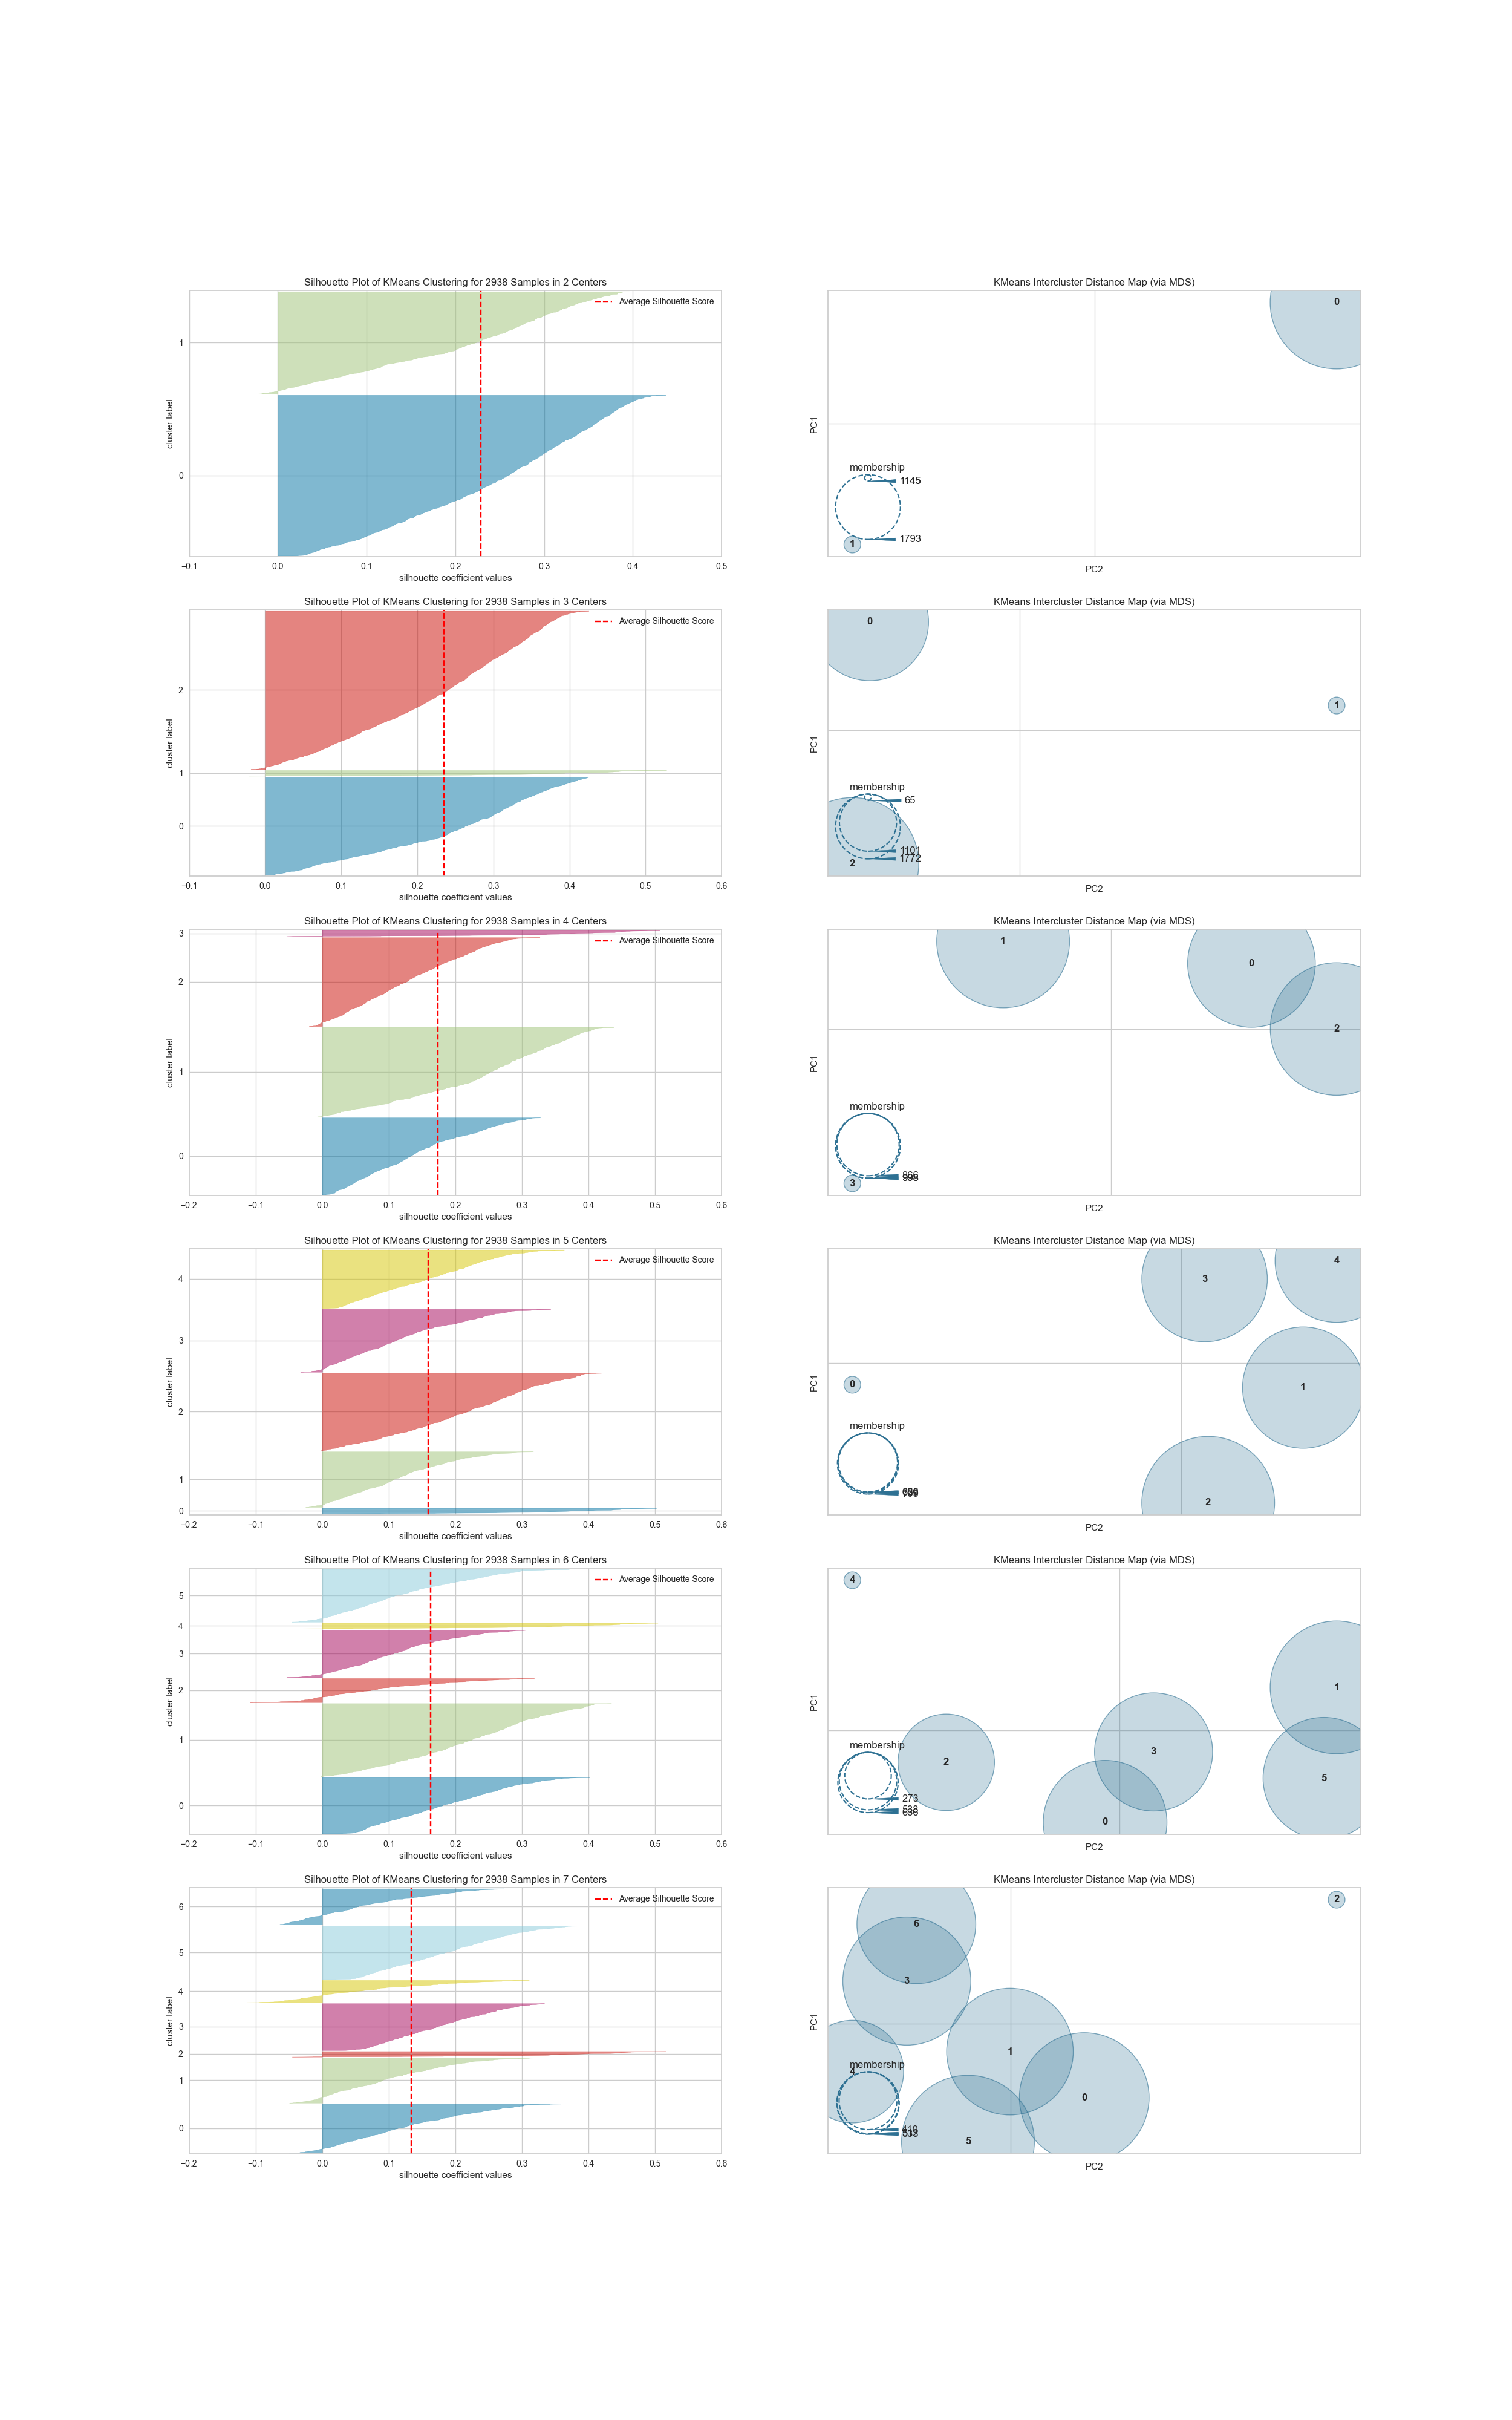 Silhouette Plot of KMeans Clustering for 2938 Samples in 2 Centers
Average Silhouette Score
1
0
cluster label
−0.1 0.0 0.1 0.2 0.3 0.4 0.5
silhouette coefficient values
KMeans Intercluster Distance Map (via MDS)
0
PC1
membership
1145
1793
1
PC2
Silhouette Plot of KMeans Clustering for 2938 Samples in 3 Centers
Average Silhouette Score
2
1
0
cluster label
−0.1 0.0 0.1 0.2 0.3 0.4 0.5 0.6
silhouette coefficient values
KMeans Intercluster Distance Map (via MDS)
0
1
PC1
membership
65
1101
1772
2
PC2
Silhouette Plot of KMeans Clustering for 2938 Samples in 4 Centers
Average Silhouette Score
3
2
1
0
cluster label
−0.2 −0.1 0.0 0.1 0.2 0.3 0.4 0.5 0.6
silhouette coefficient values
KMeans Intercluster Distance Map (via MDS)
1
0
2
PC1
membership
3
PC2
Silhouette Plot of KMeans Clustering for 2938 Samples in 5 Centers
Average Silhouette Score
4
3
2
1
0
cluster label
−0.2 −0.1 0.0 0.1 0.2 0.3 0.4 0.5 0.6
silhouette coefficient values
KMeans Intercluster Distance Map (via MDS)
4
3
0
1
PC1
membership
2
PC2
Silhouette Plot of KMeans Clustering for 2938 Samples in 6 Centers
Average Silhouette Score
5
4
3
2
1
0
cluster label
−0.2 −0.1 0.0 0.1 0.2 0.3 0.4 0.5 0.6
silhouette coefficient values
KMeans Intercluster Distance Map (via MDS)
4
1
PC1
membership
3
2
5
273
0
PC2
Silhouette Plot of KMeans Clustering for 2938 Samples in 7 Centers
Average Silhouette Score
6
5
4
3
2
1
0
cluster label
−0.2 −0.1 0.0 0.1 0.2 0.3 0.4 0.5 0.6
silhouette coefficient values
KMeans Intercluster Distance Map (via MDS)
2
6
3
PC1
1
membership
4
0
5
PC2